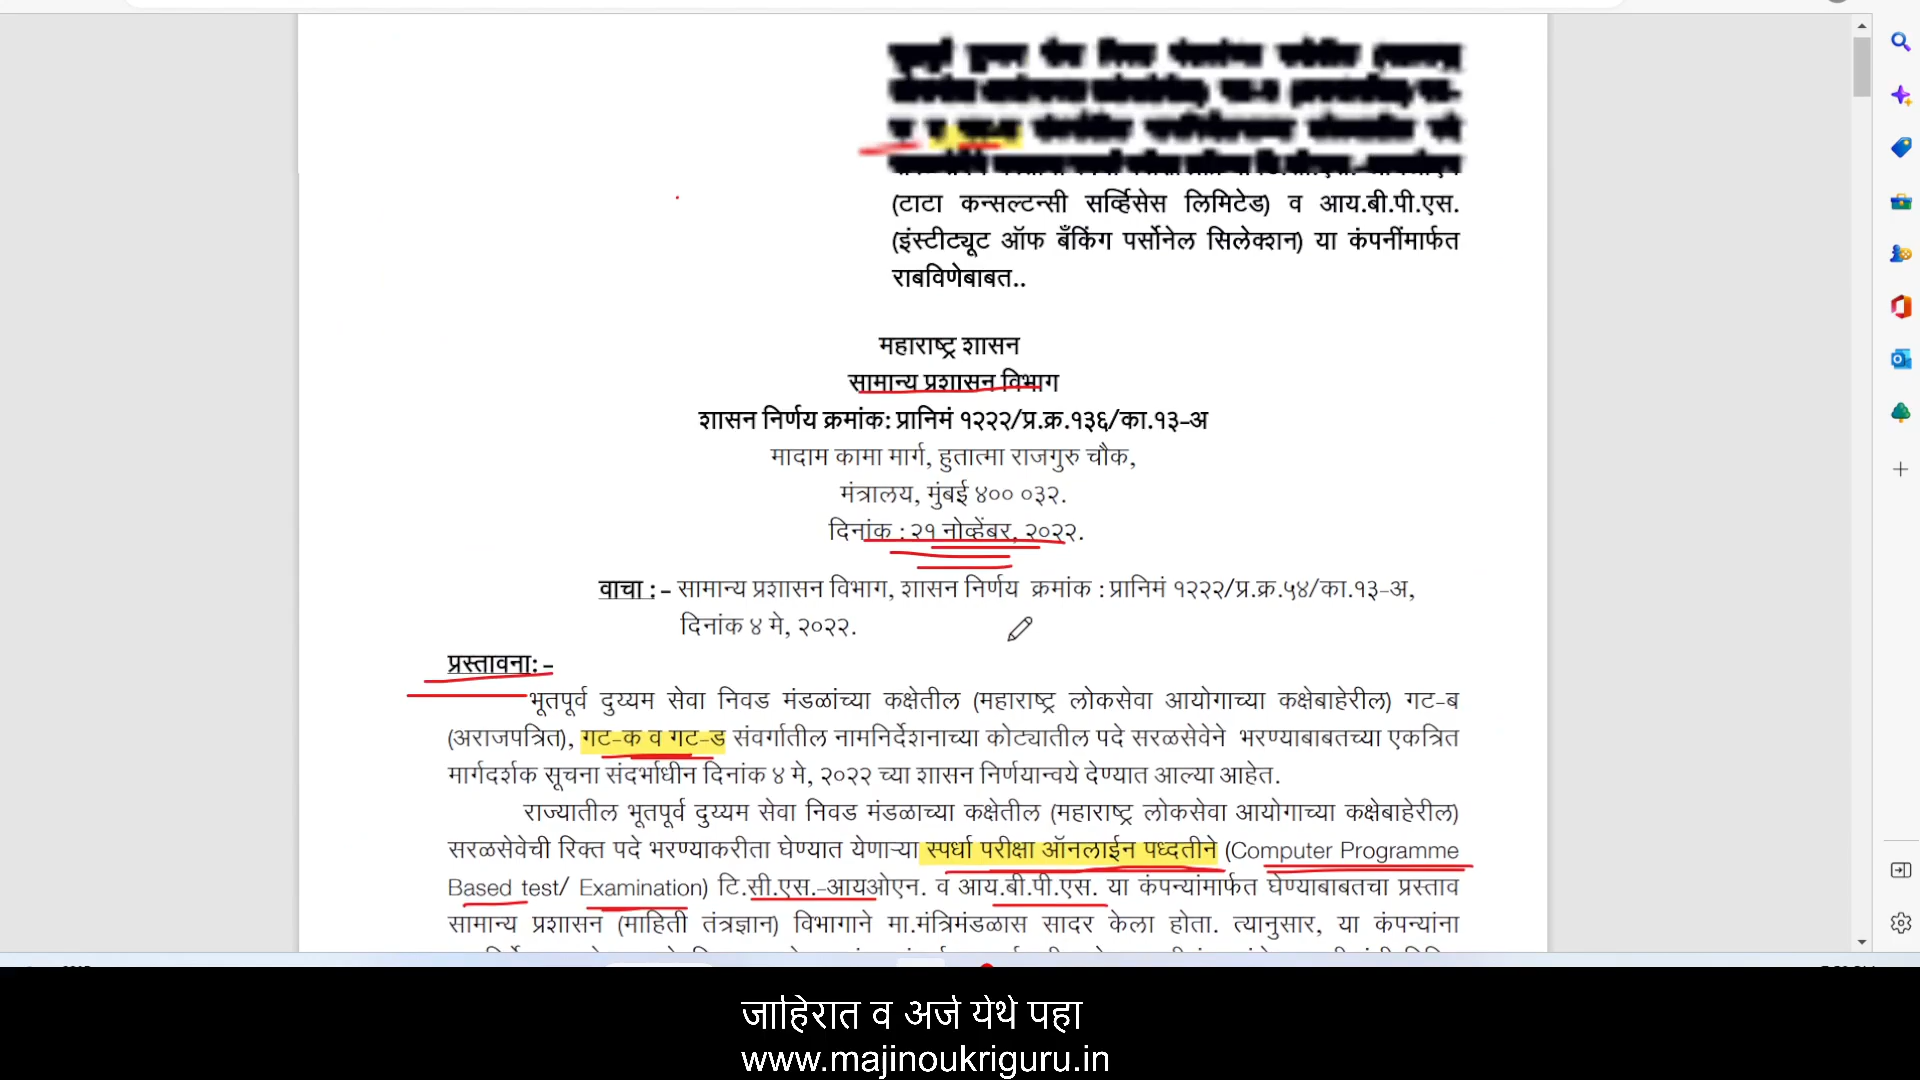 (टाटा कन्सल्टन्सी सर्व्हिसेस लिमिटेड) व आय.बी.पी.एस.
(इंस्टीट्यूट ऑफ बँकिंग पर्सोनेल सिलेक्शन) या कंपनींमार्फत
राबविणेबाबत..
महाराष्ट्र शासन
सामान्य प्रशासन विभाग
शासन निर्णय क्रमांक: प्रानिमं १२२२/प्र.क्र.१३६/का.१३-अ
मादाम कामा मार्ग, हुतात्मा राजगुरु चौक,
मंत्रालय, मुंबई ४०० ०३२.
दिनांक : २१ नोव्हेंबर, २०२२.
वाचा :- सामान्य प्रशासन विभाग, शासन निर्णय क्रमांक : प्रानिमं १२२२/प्र.क्र.५४/का.१३-अ,
दिनांक ४ मे, २०२२.
प्रस्तावना:-
भूतपूर्व दुय्यम सेवा निवड मंडळांच्या कक्षेतील (महाराष्ट्र लोकसेवा आयोगाच्या कक्षेबाहेरील) गट-ब
(अराजपत्रित), गट-क व गट-ड संवर्गातील नामनिर्देशनाच्या कोट्यातील पदे सरळसेवेने भरण्याबाबतच्या एकत्रित
मार्गदर्शक सूचना संदर्भाधीन दिनांक ४ मे, २०२२ च्या शासन निर्णयान्वये देण्यात आल्या आहेत.
राज्यातील भूतपूर्व दुय्यम सेवा निवड मंडळाच्या कक्षेतील (महाराष्ट्र लोकसेवा आयोगाच्या कक्षेबाहेरील)
सरळसेवेची रिक्त पदे भरण्याकरीता घेण्यात येणाऱ्या स्पर्धा परीक्षा ऑनलाईन पध्दतीने (Computer Programme
Based test/ Examination) टि.सी.एस.-आयओएन. व आय.बी.पी.एस. या कंपन्यांमार्फत घेण्याबाबतचा प्रस्ताव
सामान्य प्रशासन (माहिती तंत्रज्ञान) विभागाने मा.मंत्रिमंडळास सादर केला होता. त्यानुसार, या कंपन्यांना
जाहिरात व अर्ज येथे पहा
www.majinoukriguru.in